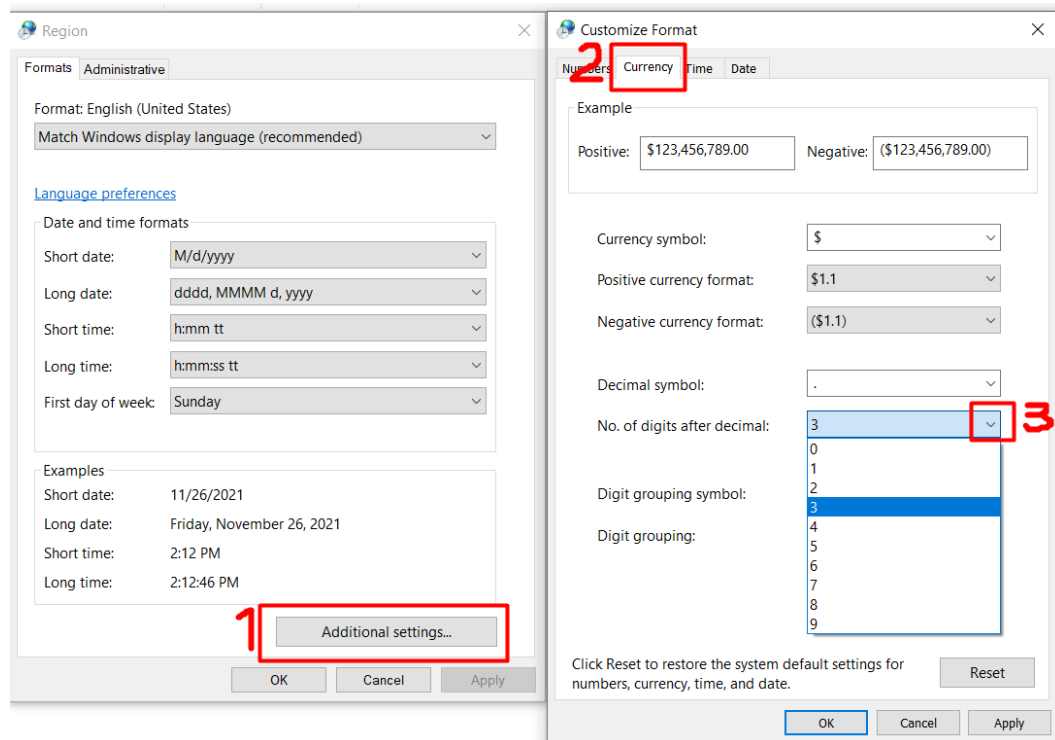 Region
Formats
Administrative
Format: English (United States)
Match Windows display language (recommended)
Language preferences
Date and time formats
Short date:
M/d/yyyy
Long date:
dddd, MMMM d, yyyy
Short time:
h:mm tt
Long time:
h:mm:ss tt
First day of week:
Sunday
Examples
Short date:
11/26/2021
Long date:
Friday, November 26, 2021
Short time:
2:12 PM
Long time:
2:12:46 PM
1
Additional settings...
OK
Cancel
Apply
Customize Format
2
Numbers
Currency
Time
Date
Example
Positive:
$123,456,789.00
Negative:
($123,456,789.00)
Currency symbol:
$
Positive currency format:
$1.1
Negative currency format:
($1.1)
Decimal symbol:
.
No. of digits after decimal:
3
3
0
1
2
3
4
5
6
7
8
9
Digit grouping symbol:
Digit grouping:
Click Reset to restore the system default settings for
numbers, currency, time, and date.
Reset
OK
Cancel
Apply